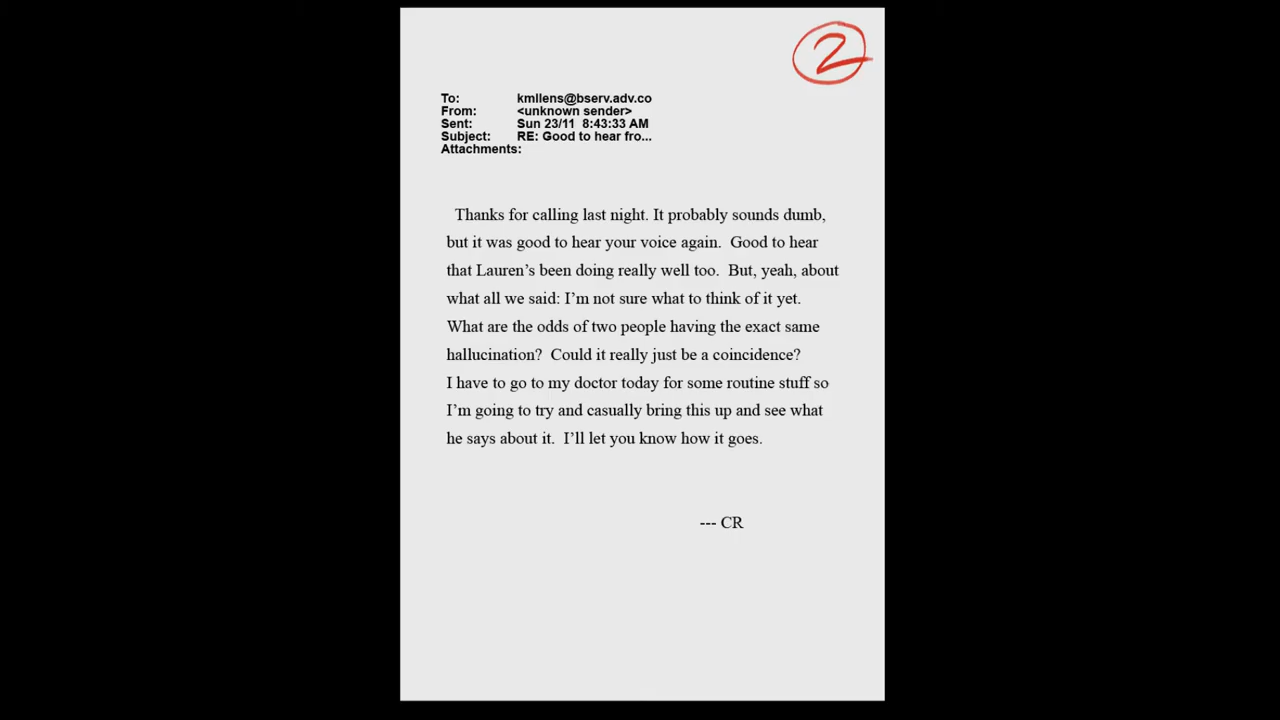 2
To: kmllens@bserv.adv.co
From: <unknown sender>
Sent: Sun 23/11 8:43:33 AM
Subject: RE: Good to hear fro...
Attachments:
Thanks for calling last night. It probably sounds dumb,
but it was good to hear your voice again.  Good to hear
that Lauren’s been doing really well too.  But, yeah, about
what all we said: I’m not sure what to think of it yet.
What are the odds of two people having the exact same
hallucination?  Could it really just be a coincidence?
I have to go to my doctor today for some routine stuff so
I’m going to try and casually bring this up and see what
he says about it.  I’ll let you know how it goes.
--- CR